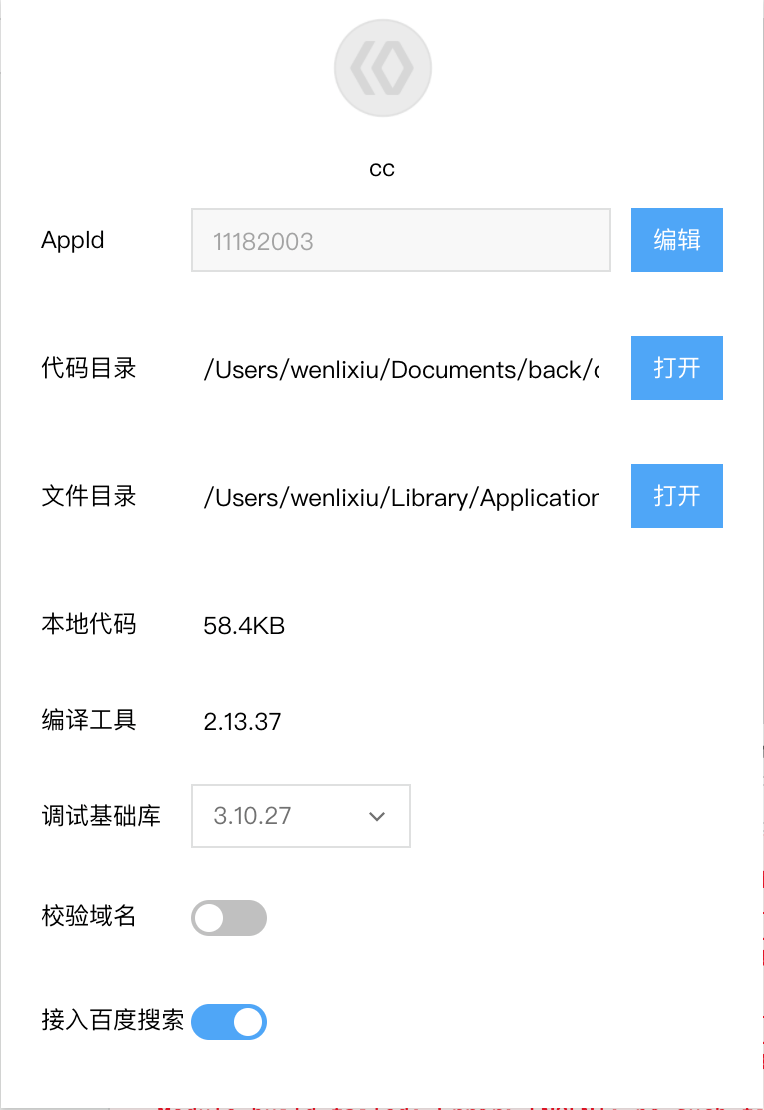 cc
AppId 11182003 编辑
代码目录 /Users/wenlixiu/Documents/back/ 打开
文件目录 /Users/wenlixiu/Library/Application 打开
本地代码 58.4KB
编译工具 2.13.37
调试基础库 3.10.27
校验域名
接入百度搜索